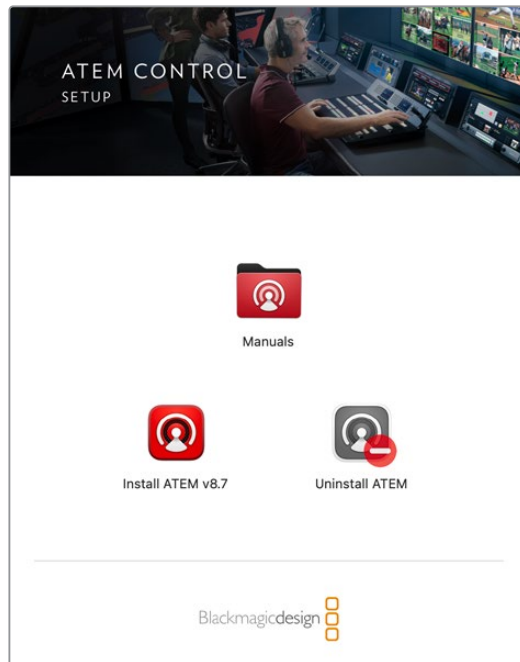 ATEM CONTROL
SETUP
Manuals
Install ATEM v8.7
Uninstall ATEM
Blackmagicdesign